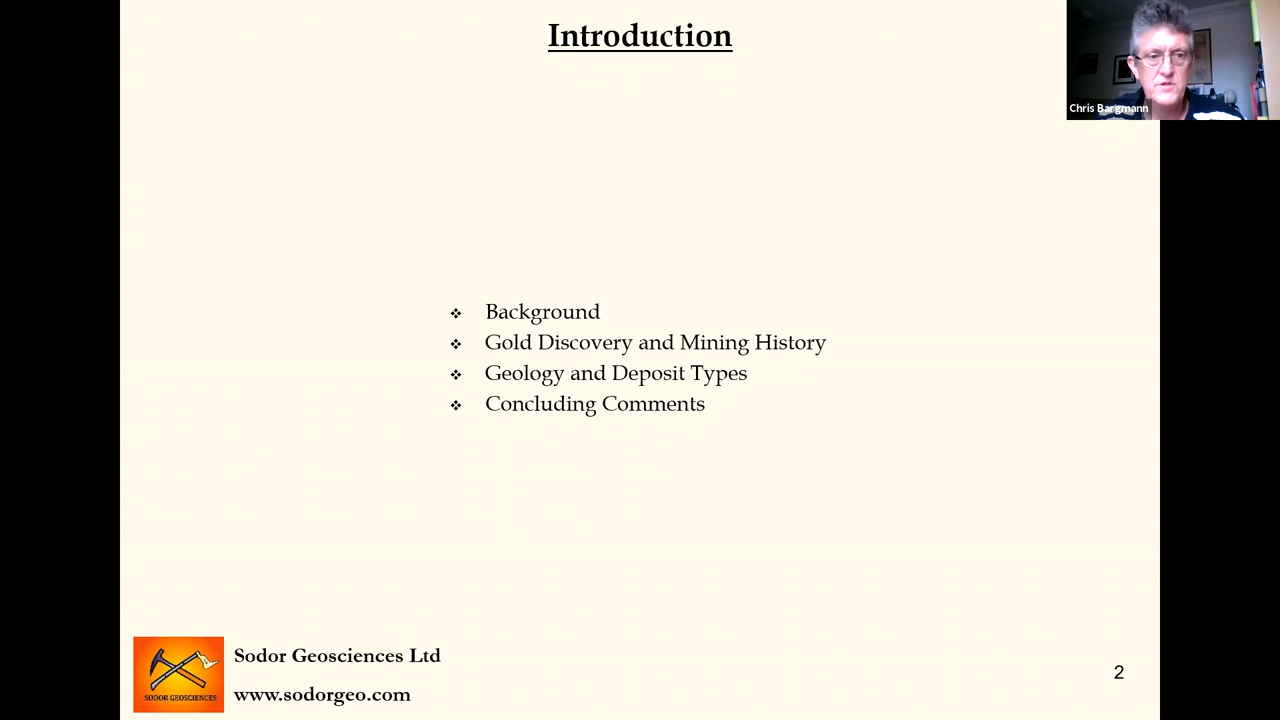 Introduction
Chris Bargmann
❖ Background
❖ Gold Discovery and Mining History
❖ Geology and Deposit Types
❖ Concluding Comments
SODOR GEOSCIENCES
Sodor Geosciences Ltd
www.sodorgeo.com
2